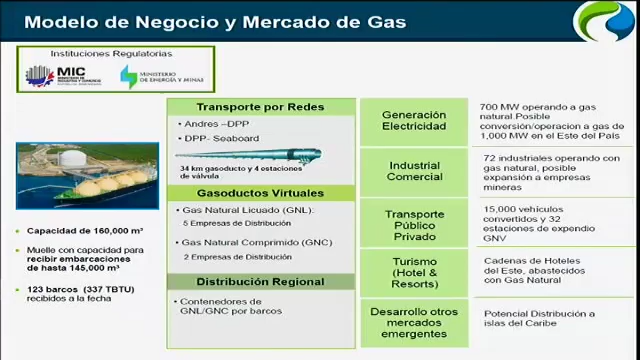 Modelo de Negocio y Mercado de Gas
Instituciones Regulatorias
MIC
MINISTERIO
DE ENERGÍA Y MINAS
Capacidad de 160,000 m³
Muelle con capacidad para
recibir embarcaciones
de hasta 145,000 m³
123 barcos (337 TBTU)
recibidos a la fecha
Transporte por Redes
Andres –DPP
DPP- Seaboard
34 km gasoducto y 4 estaciones
de válvula
Gasoductos Virtuales
Gas Natural Licuado (GNL):
5 Empresas de Distribución
Gas Natural Comprimido (GNC)
2 Empresas de Distribución
Distribución Regional
Contenedores de
GNL/GNC por barcos
Generación
Electricidad
700 MW operando a gas
natural.Posible
conversión/operacion a gas de
1,000 MW en el Este del País
Industrial
Comercial
72 industriales operando con
gas natural, posible
expansión a empresas
mineras
Transporte
Público
Privado
15,000 vehículos
convertidos y 32
estaciones de expendio
GNV
Turismo
(Hotel &
Resorts)
Cadenas de Hoteles
del Este, abastecidos
con Gas Natural
Desarrollo otros
mercados
emergentes
Potencial Distribución a
islas del Caribe